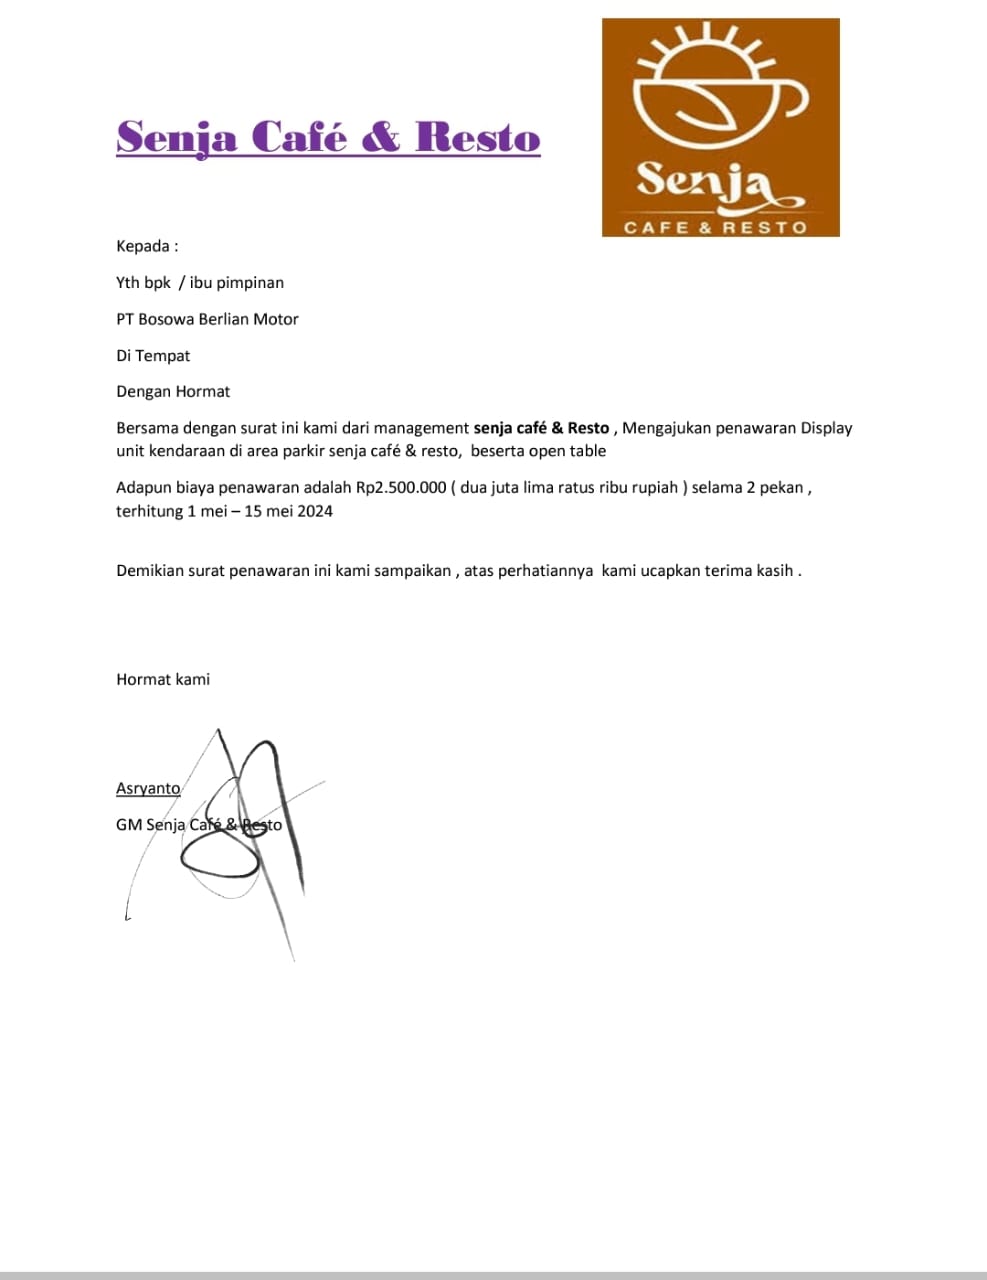 Senja Café & Resto
Senja
CAFE & RESTO
Kepada :
Yth bpk / ibu pimpinan
PT Bosowa Berlian Motor
Di Tempat
Dengan Hormat
Bersama dengan surat ini kami dari management senja café & Resto , Mengajukan penawaran Display
unit kendaraan di area parkir senja café & resto, beserta open table
Adapun biaya penawaran adalah Rp2.500.000 ( dua juta lima ratus ribu rupiah ) selama 2 pekan ,
terhitung 1 mei – 15 mei 2024
Demikian surat penawaran ini kami sampaikan , atas perhatiannya kami ucapkan terima kasih .
Hormat kami
Asryanto
GM Senja Café & Resto